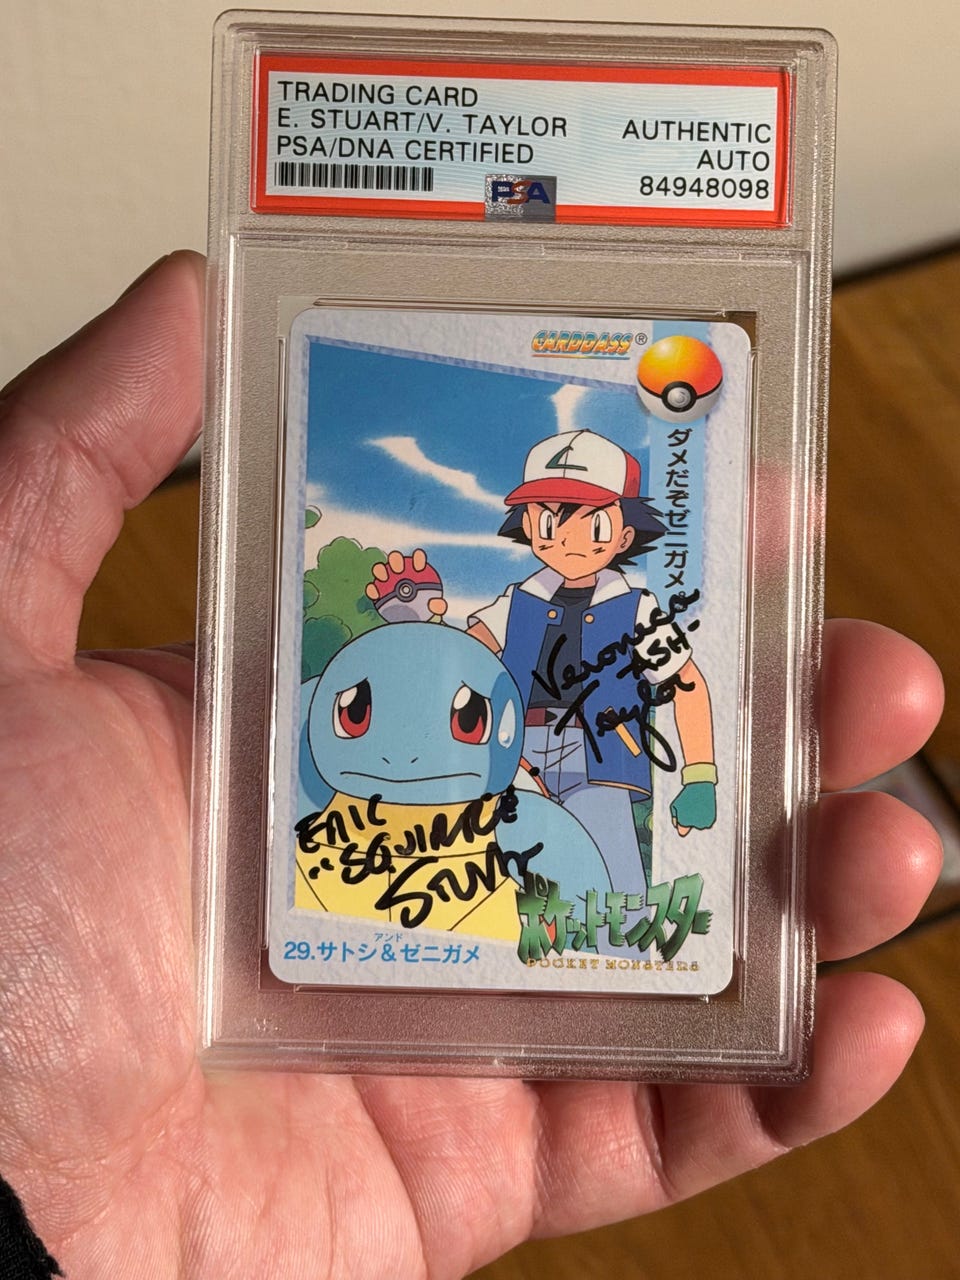 TRADING CARD
E. STUART/V. TAYLOR
PSA/DNA CERTIFIED
AUTHENTIC
AUTO
84948098
PSA
CARDDASS®
ダメだぞゼニガメ
Veronica
"ASH"
Taylor
ERIC
"SQUIRTLE"
STUART
アンド
29.サトシ&ゼニガメ
ポケットモンスター
POCKET MONSTERS